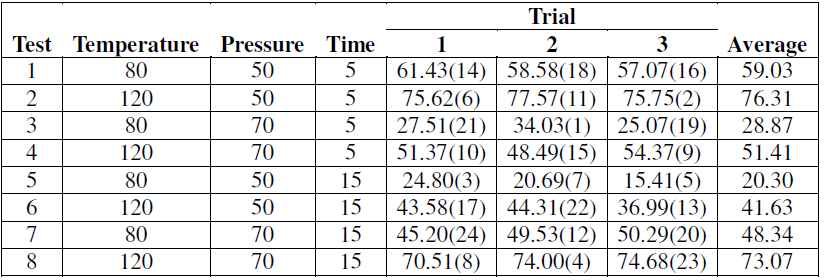 Trial
Test Temperature Pressure Time 1 2 3 Average
1 80 50 5 61.43(14) 58.58(18) 57.07(16) 59.03
2 120 50 5 75.62(6) 77.57(11) 75.75(2) 76.31
3 80 70 5 27.51(21) 34.03(1) 25.07(19) 28.87
4 120 70 5 51.37(10) 48.49(15) 54.37(9) 51.41
5 80 50 15 24.80(3) 20.69(7) 15.41(5) 20.30
6 120 50 15 43.58(17) 44.31(22) 36.99(13) 41.63
7 80 70 15 45.20(24) 49.53(12) 50.29(20) 48.34
8 120 70 15 70.51(8) 74.00(4) 74.68(23) 73.07